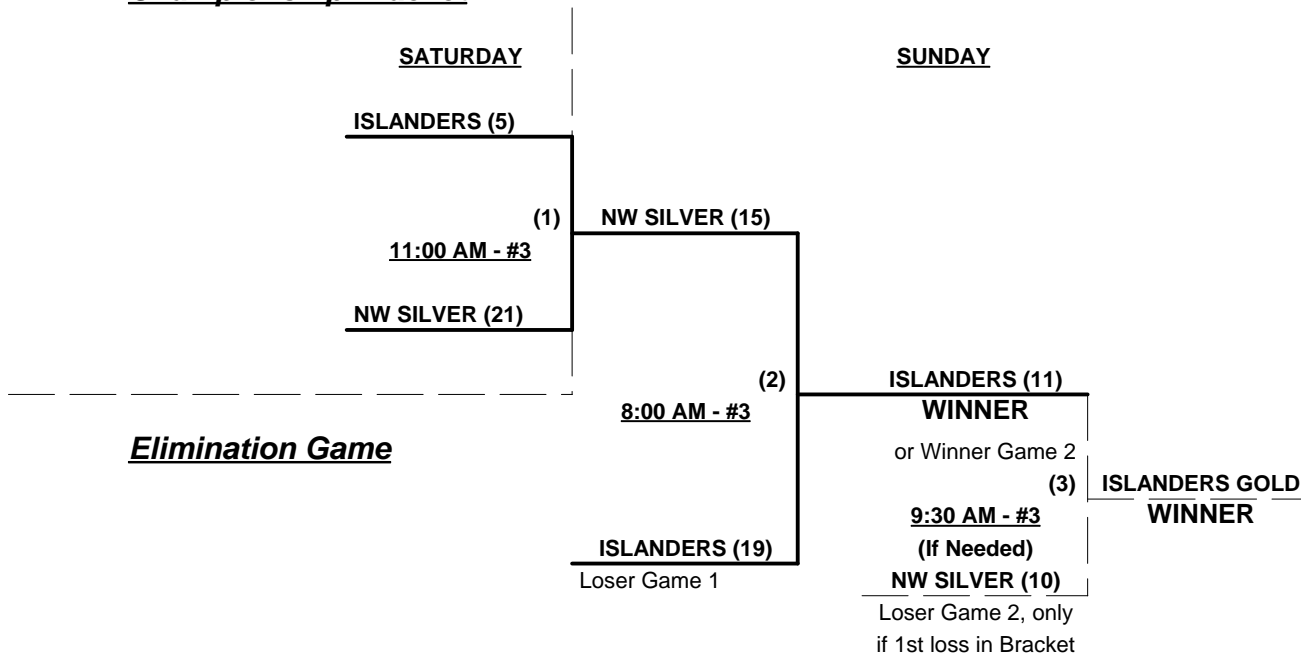 SATURDAY
SUNDAY
ISLANDERS (5)
(1)
NW SILVER (15)
11:00 AM - #3
NW SILVER (21)
(2)
ISLANDERS (11)
8:00 AM - #3
WINNER
Elimination Game
or Winner Game 2
(3)
ISLANDERS GOLD
9:30 AM - #3
WINNER
(If Needed)
ISLANDERS (19)
Loser Game 1
NW SILVER (10)
Loser Game 2, only
if 1st loss in Bracket